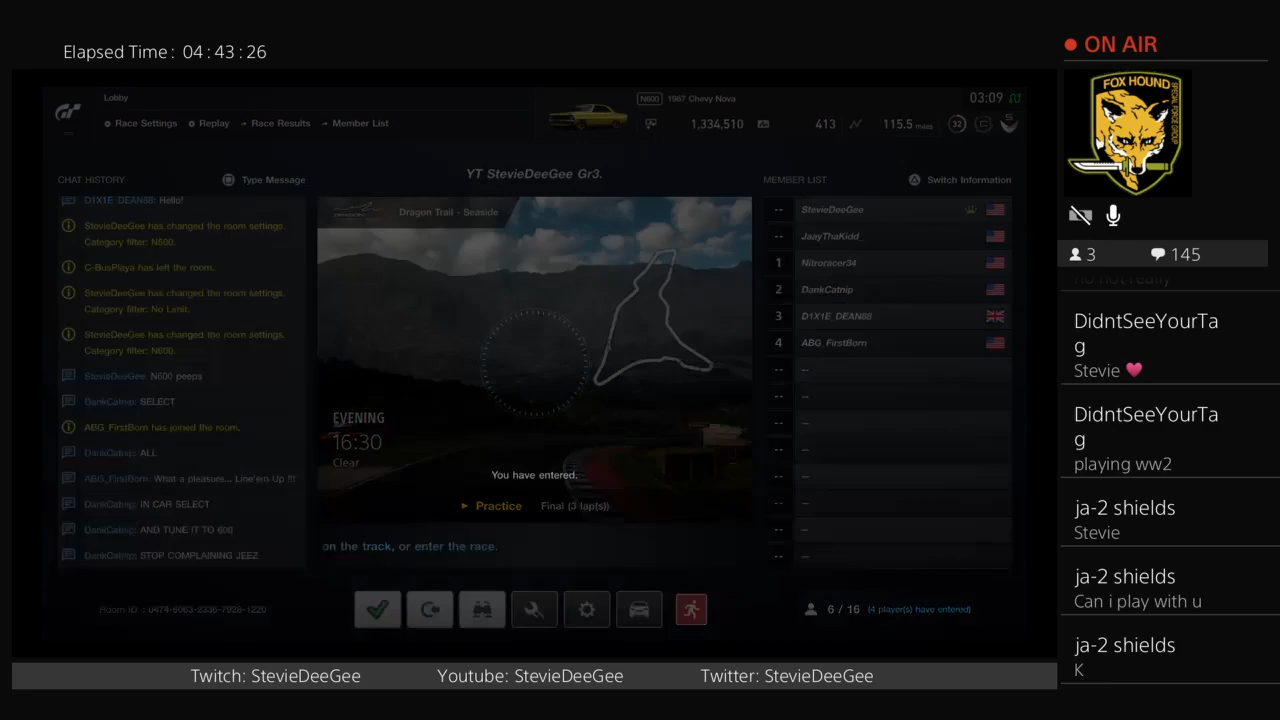 Elapsed Time : 04 : 43 : 26
ON AIR
Lobby
Race Settings Replay Race Results Member List
N600 1967 Chevy Nova
03:09
1,334,510 413 115.5 miles 32
FOX HOUND
SPECIAL FORCE GROUP
CHAT HISTORY
Type Message
YT StevieDeeGee Gr3.
MEMBER LIST
Switch Information
D1X1E_DEAN88: Hello!
StevieDeeGee has changed the room settings.
Category filter: N500.
C-BusPlaya has left the room.
StevieDeeGee has changed the room settings.
Category filter: No Limit.
StevieDeeGee has changed the room settings.
Category filter: N600.
StevieDeeGee: N600 peeps
DankCatnip: SELECT
ABG_FirstBorn has joined the room.
DankCatnip: ALL
ABG_FirstBorn: What a pleasure... Line'em Up !!!
DankCatnip: IN CAR SELECT
DankCatnip: AND TUNE IT TO 600
DankCatnip: STOP COMPLAINING JEEZ.
Room ID : 0474-6063-2336-7928-1220
Dragon Trail - Seaside
EVENING
16:30
Clear
You have entered.
Practice Final (3 lap(s))
on the track, or enter the race.
-- StevieDeeGee
-- JaayThaKidd_
1 Nitroracer34
2 DankCatnip
3 D1X1E_DEAN88
4 ABG_FirstBorn
-- --
-- --
-- --
-- --
-- --
-- --
-- --
-- --
6 / 16 (4 player(s) have entered)
3 145
no not really
DidntSeeYourTa
g
Stevie
DidntSeeYourTa
g
playing ww2
ja-2 shields
Stevie
ja-2 shields
Can i play with u
ja-2 shields
K
Twitch: StevieDeeGee Youtube: StevieDeeGee Twitter: StevieDeeGee